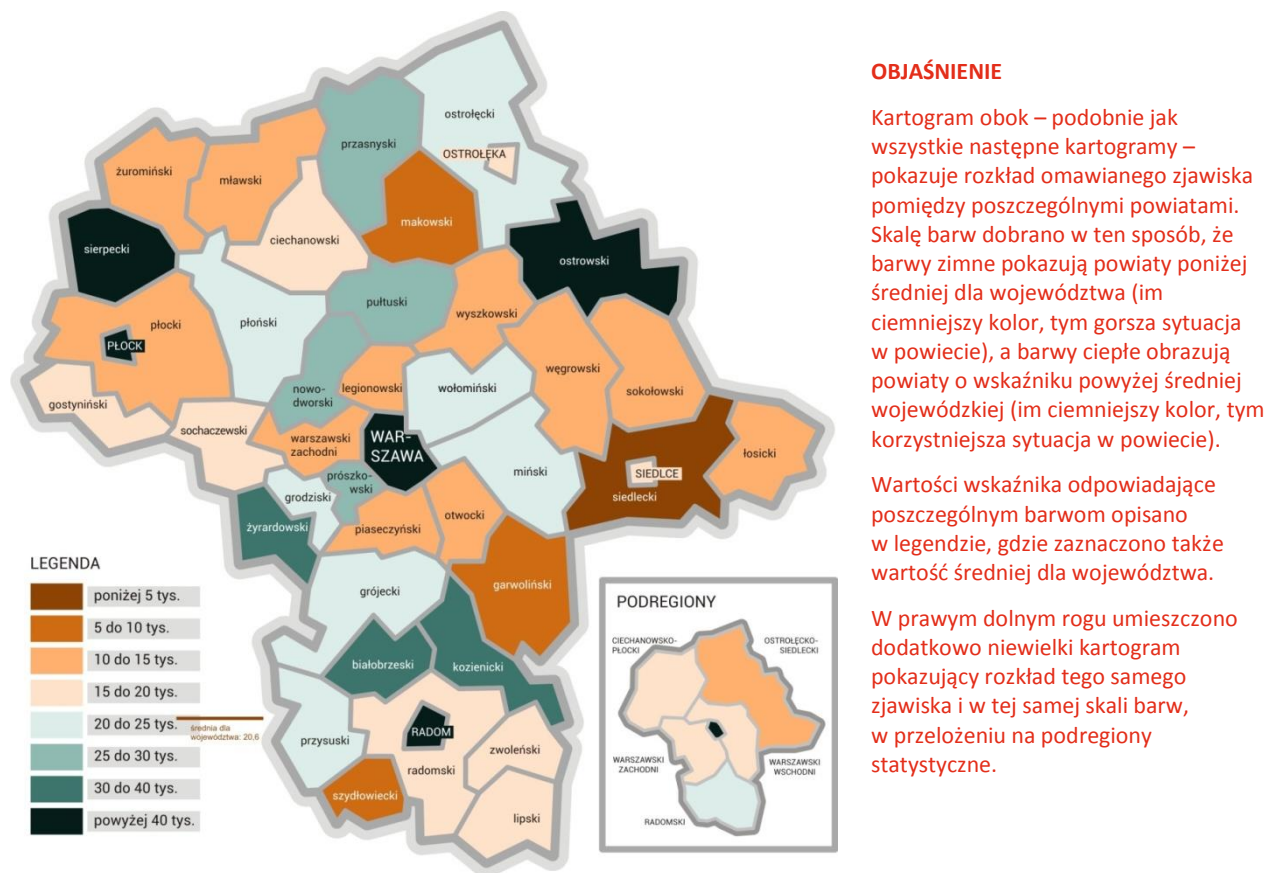 ostrołęcki
OSTROŁĘKA
przasnyski
żuromiński
mławski
makowski
ciechanowski
sierpecki
ostrowski
pułtuski
płocki
PŁOCK
płoński
wyszkowski
węgrowski
sokołowski
nowo-
dworski
legionowski
wołomiński
gostyniński
sochaczewski
warszawski
zachodni
WAR-
SZAWA
łosicki
miński
SIEDLCE
siedlecki
prószko-
wski
grodziski
żyrardowski
piaseczyński
otwocki
garwoliński
grójecki
białobrzeski
kozienicki
przysuski
RADOM
radomski
zwoleński
szydłowiecki
lipski
LEGENDA
poniżej 5 tys.
5 do 10 tys.
10 do 15 tys.
15 do 20 tys.
20 do 25 tys.
średnia dla
województwa: 20,6
25 do 30 tys.
30 do 40 tys.
powyżej 40 tys.
PODREGIONY
CIECHANOWSKO-
PŁOCKI
OSTROŁĘCKO-
SIEDLECKI
WARSZAWSKI
ZACHODNI
WARSZAWSKI
WSCHODNI
RADOMSKI
OBJAŚNIENIE
Kartogram obok – podobnie jak
wszystkie następne kartogramy –
pokazuje rozkład omawianego zjawiska
pomiędzy poszczególnymi powiatami.
Skalę barw dobrano w ten sposób, że
barwy zimne pokazują powiaty poniżej
średniej dla województwa (im
ciemniejszy kolor, tym gorsza sytuacja
w powiecie), a barwy ciepłe obrazują
powiaty o wskaźniku powyżej średniej
wojewódzkiej (im ciemniejszy kolor, tym
korzystniejsza sytuacja w powiecie).
Wartości wskaźnika odpowiadające
poszczególnym barwom opisano
w legendzie, gdzie zaznaczono także
wartość średniej dla województwa.
W prawym dolnym rogu umieszczono
dodatkowo niewielki kartogram
pokazujący rozkład tego samego
zjawiska i w tej samej skali barw,
w przelożeniu na podregiony
statystyczne.